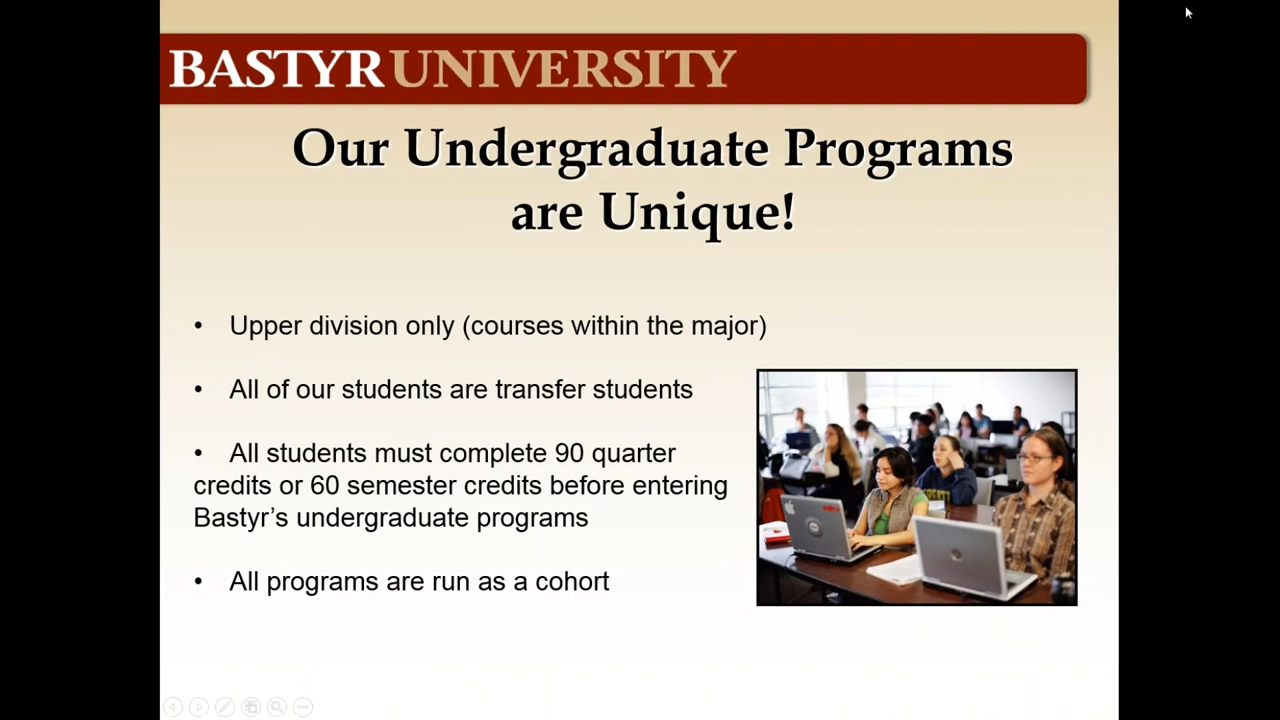 BASTYR UNIVERSITY
Our Undergraduate Programs
are Unique!
• Upper division only (courses within the major)
• All of our students are transfer students
• All students must complete 90 quarter
credits or 60 semester credits before entering
Bastyr’s undergraduate programs
• All programs are run as a cohort